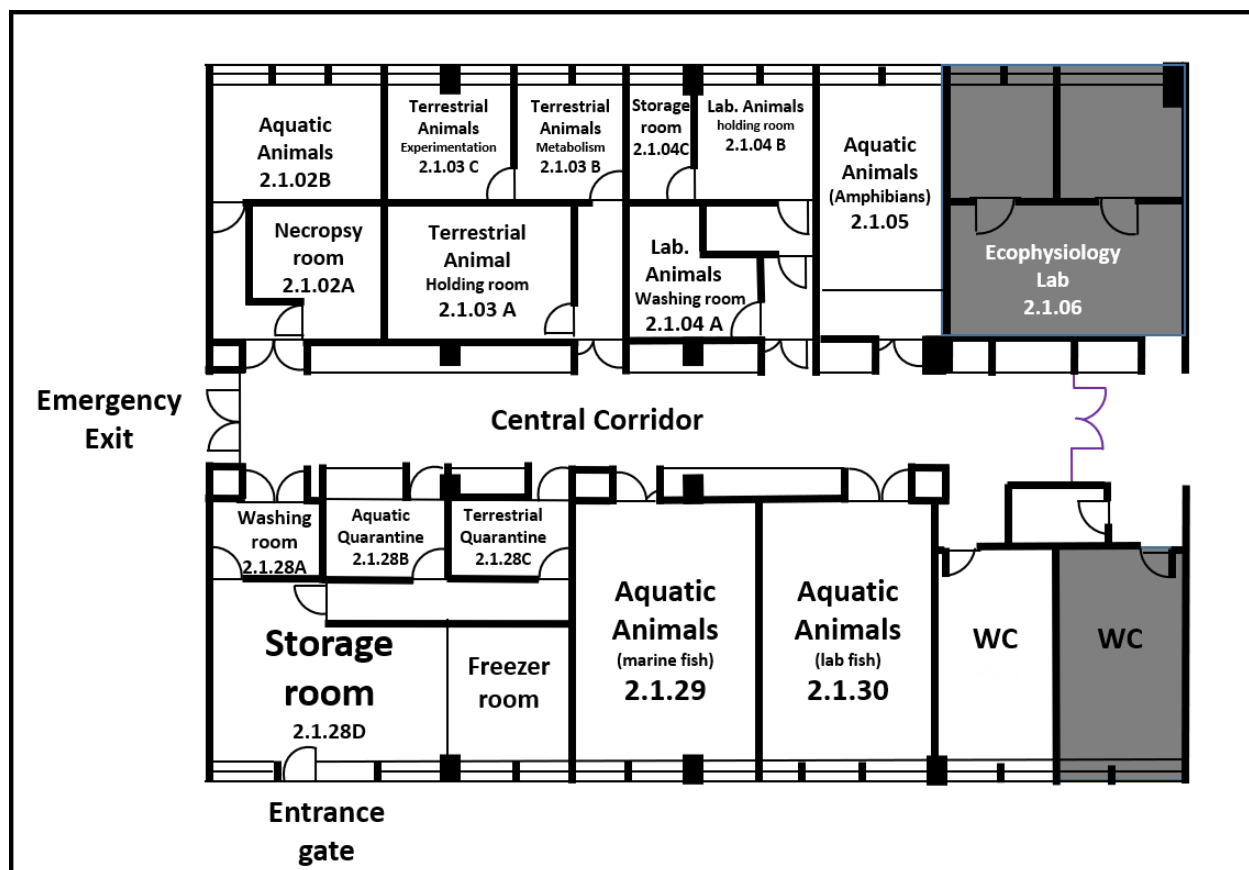 Aquatic
Animals
2.1.02B
Terrestrial
Animals
Experimentation
2.1.03 C
Terrestrial
Animals
Metabolism
2.1.03 B
Storage
room
2.1.04C
Lab. Animals
holding room
2.1.04 B
Aquatic
Animals
(Amphibians)
2.1.05
Necropsy
room
2.1.02A
Terrestrial
Animal
Holding room
2.1.03 A
Lab.
Animals
Washing room
2.1.04 A
Ecophysiology
Lab
2.1.06
Emergency
Exit
Central Corridor
Washing
room
2.1.28A
Aquatic
Quarantine
2.1.28B
Terrestrial
Quarantine
2.1.28C
Storage
room
2.1.28D
Freezer
room
Aquatic
Animals
(marine fish)
2.1.29
Aquatic
Animals
(lab fish)
2.1.30
WC
WC
Entrance
gate